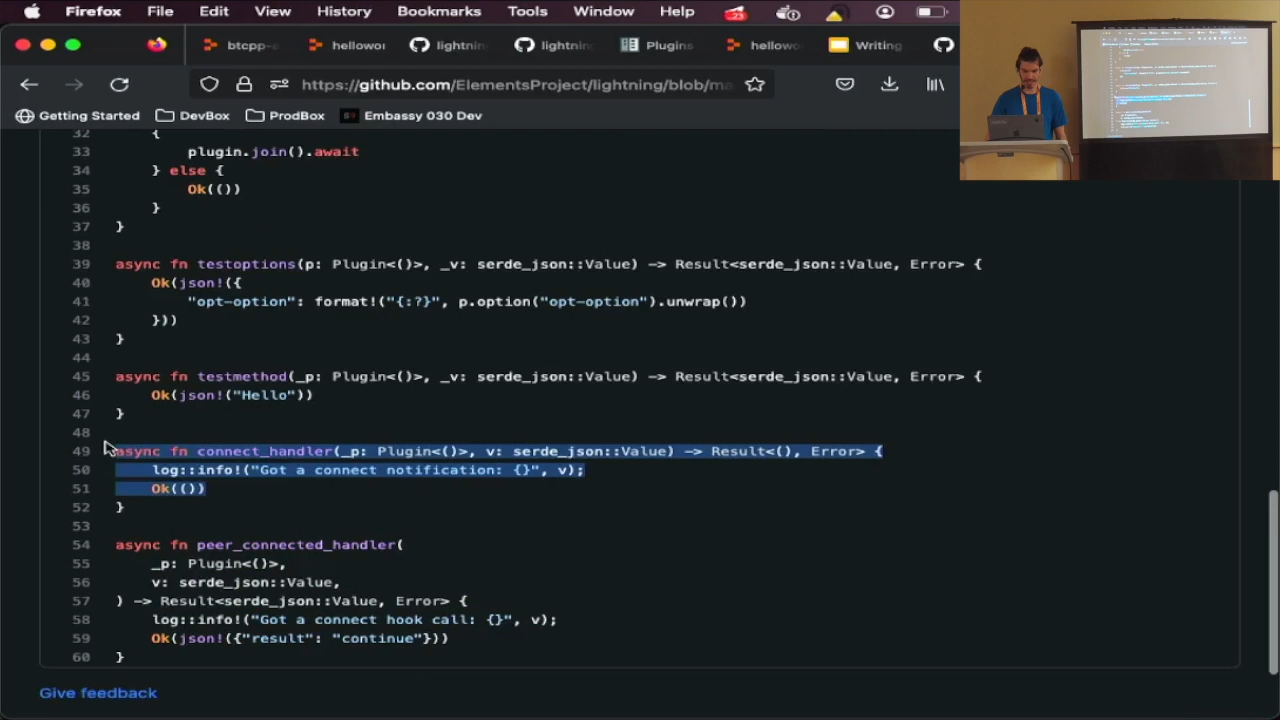 Firefox File Edit View History Bookmarks Tools Window Help
btcpp- hellowor lightnin lightning Plugins hellowo Writing
https://github.com/ElementsProject/lightning/blob/ma
Getting Started DevBox ProdBox Embassy 030 Dev
32 {
33 plugin.join().await
34 } else {
35 Ok(())
36 }
37 }
38
39 async fn testoptions(p: Plugin<()>, _v: serde_json::Value) -> Result<serde_json::Value, Error> {
40 Ok(json!({
41 "opt-option": format!("{:?}", p.option("opt-option").unwrap())
42 }))
43 }
44
45 async fn testmethod(_p: Plugin<()>, _v: serde_json::Value) -> Result<serde_json::Value, Error> {
46 Ok(json!("Hello"))
47 }
48
49 async fn connect_handler(_p: Plugin<()>, v: serde_json::Value) -> Result<(), Error> {
50 log::info!("Got a connect notification: {}", v);
51 Ok(())
52 }
53
54 async fn peer_connected_handler(
55 _p: Plugin<()>,
56 v: serde_json::Value,
57 ) -> Result<serde_json::Value, Error> {
58 log::info!("Got a connect hook call: {}", v);
59 Ok(json!({"result": "continue"}))
60 }
Give feedback